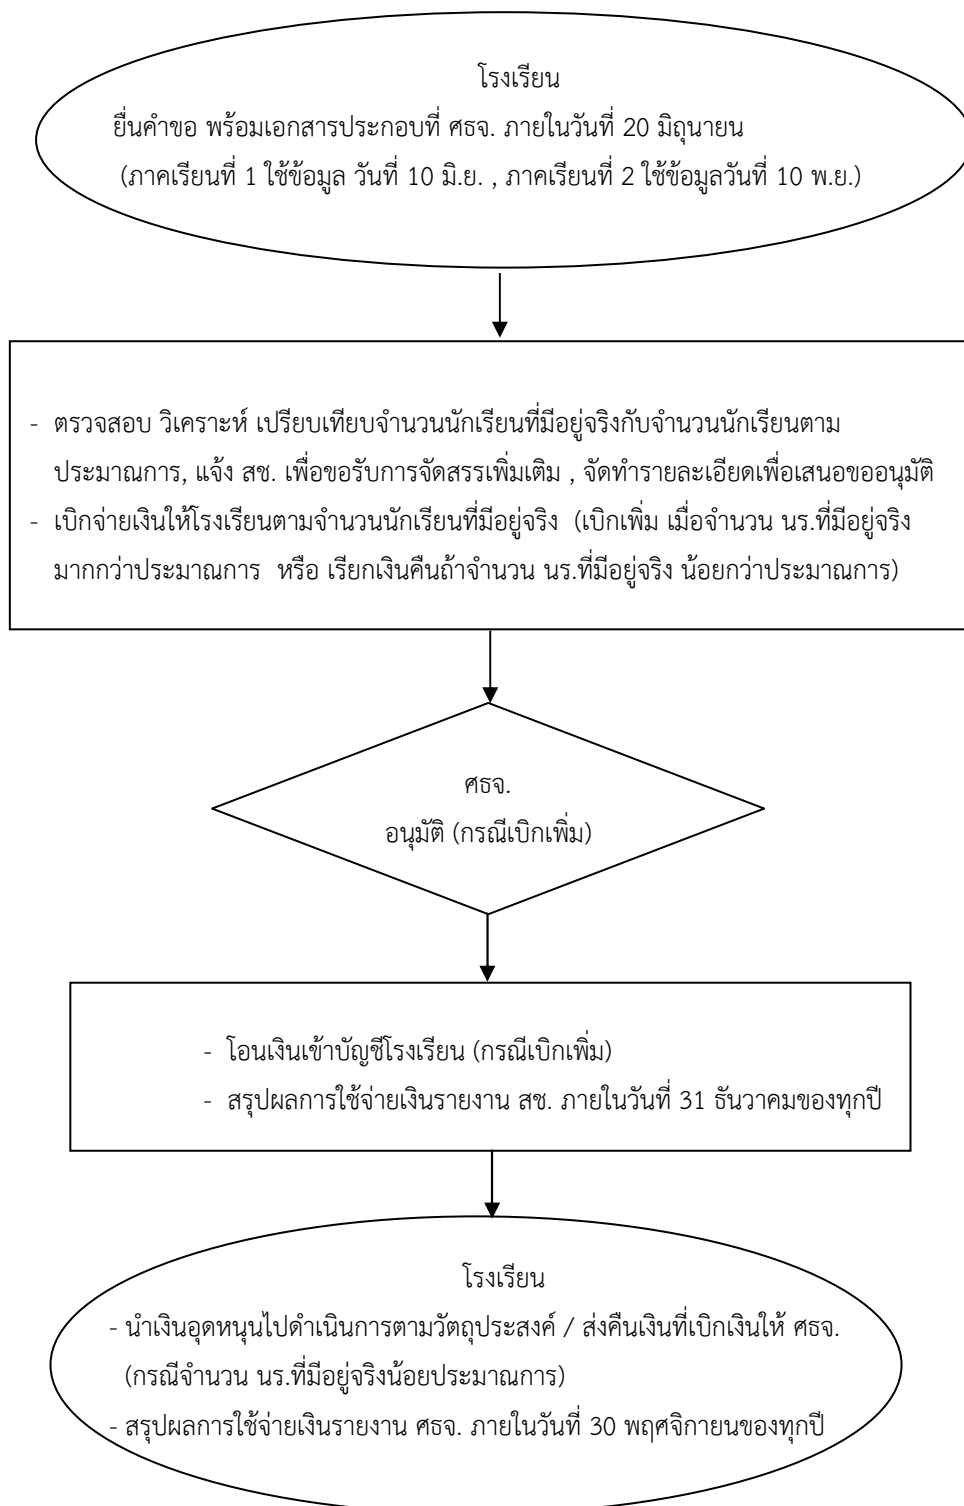 โรงเรียน
ยื่นคำขอ พร้อมเอกสารประกอบที่ ศธจ. ภายในวันที่ 20 มิถุนายน
(ภาคเรียนที่ 1 ใช้ข้อมูล วันที่ 10 มิ.ย. , ภาคเรียนที่ 2 ใช้ข้อมูลวันที่ 10 พ.ย.)
- ตรวจสอบ วิเคราะห์ เปรียบเทียบจำนวนนักเรียนที่มีอยู่จริงกับจำนวนนักเรียนตาม
ประมาณการ, แจ้ง สช. เพื่อขอรับการจัดสรรเพิ่มเติม , จัดทำรายละเอียดเพื่อเสนอขออนุมัติ
- เบิกจ่ายเงินให้โรงเรียนตามจำนวนนักเรียนที่มีอยู่จริง (เบิกเพิ่ม เมื่อจำนวน นร.ที่มีอยู่จริง
มากกว่าประมาณการ หรือ เรียกเงินคืนถ้าจำนวน นร.ที่มีอยู่จริง น้อยกว่าประมาณการ)
ศธจ.
อนุมัติ (กรณีเบิกเพิ่ม)
- โอนเงินเข้าบัญชีโรงเรียน (กรณีเบิกเพิ่ม)
- สรุปผลการใช้จ่ายเงินรายงาน สช. ภายในวันที่ 31 ธันวาคมของทุกปี
โรงเรียน
- นำเงินอุดหนุนไปดำเนินการตามวัตถุประสงค์ / ส่งคืนเงินที่เบิกเงินให้ ศธจ.
(กรณีจำนวน นร.ที่มีอยู่จริงน้อยประมาณการ)
- สรุปผลการใช้จ่ายเงินรายงาน ศธจ. ภายในวันที่ 30 พฤศจิกายนของทุกปี